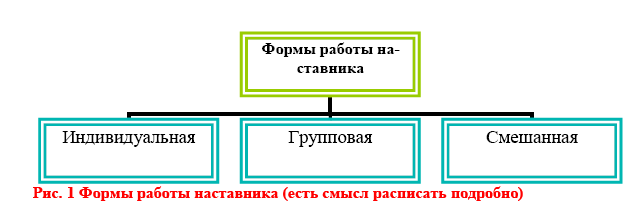 Формы работы на-
ставника
Индивидуальная
Групповая
Смешанная
Рис. 1 Формы работы наставника (есть смысл расписать подробно)